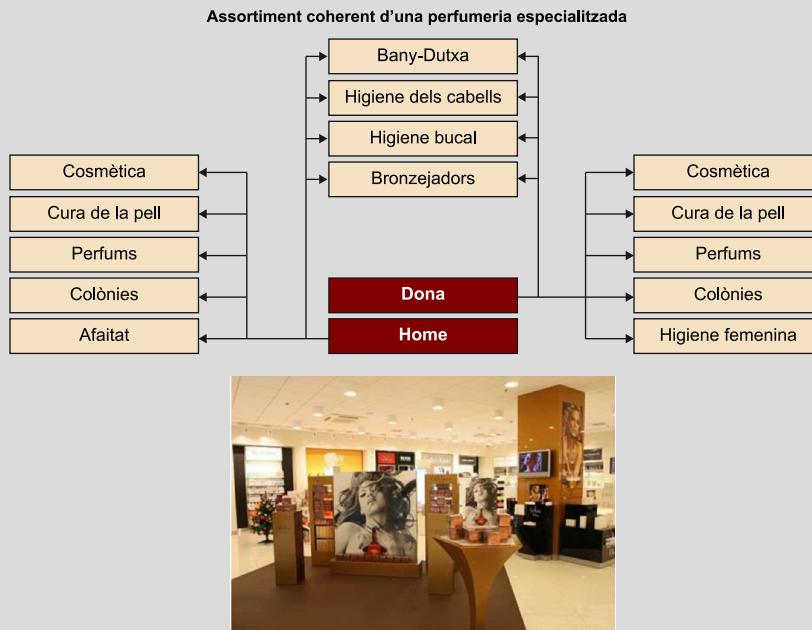 Assortiment coherent d'una perfumeria especialitzada
Bany-Dutxa
Higiene dels cabells
Higiene bucal
Bronzejadors
Cosmètica
Cura de la pell
Perfums
Colònies
Afaitat
Dona
Home
Cosmètica
Cura de la pell
Perfums
Colònies
Higiene femenina